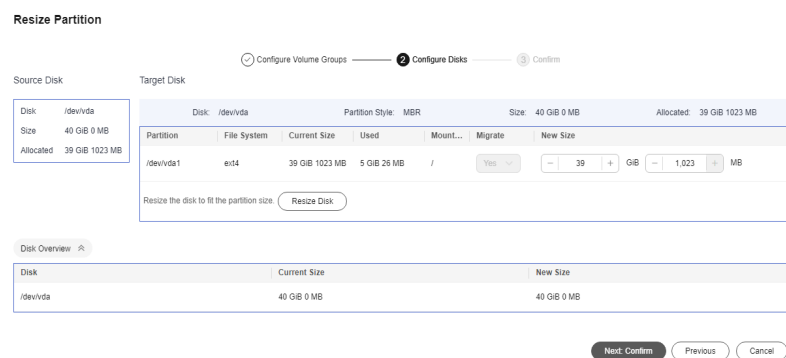 Resize Partition
Configure Volume Groups 2 Configure Disks 3 Confirm
Source Disk Target Disk
Disk /dev/vda
Size 40 GiB 0 MB
Allocated 39 GiB 1023 MB
Disk: /dev/vda Partition Style: MBR Size: 40 GiB 0 MB Allocated: 39 GiB 1023 MB
Partition File System Current Size Used Mount... Migrate New Size
/dev/vda1 ext4 39 GiB 1023 MB 5 GiB 26 MB / Yes − 39 + GiB − 1,023 + MB
Resize the disk to fit the partition size. Resize Disk
Disk Overview
Disk Current Size New Size
/dev/vda 40 GiB 0 MB 40 GiB 0 MB
Next: Confirm Previous Cancel